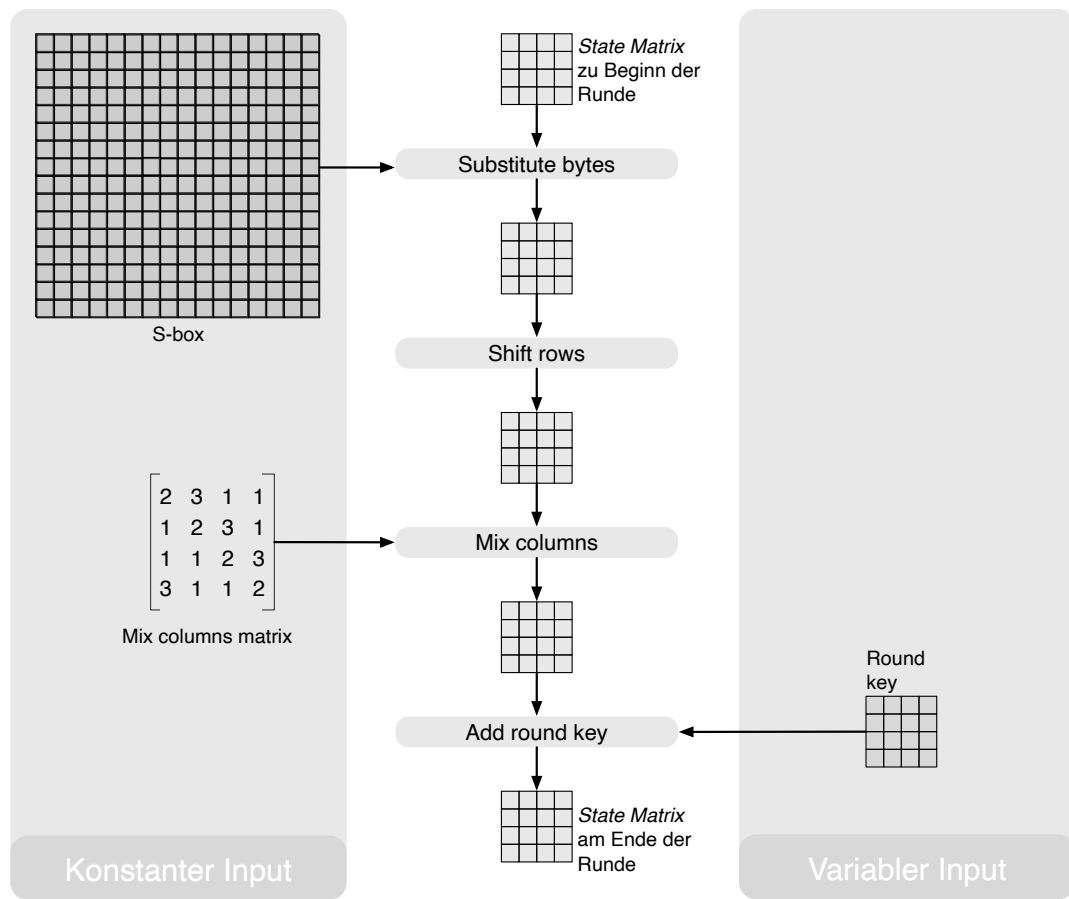 State Matrix
zu Beginn der
Runde
Substitute bytes
S-box
Shift rows
2 3 1 1
1 2 3 1
1 1 2 3
3 1 1 2
Mix columns
Mix columns matrix
Round
key
Add round key
State Matrix
am Ende der
Runde
Konstanter Input
Variabler Input